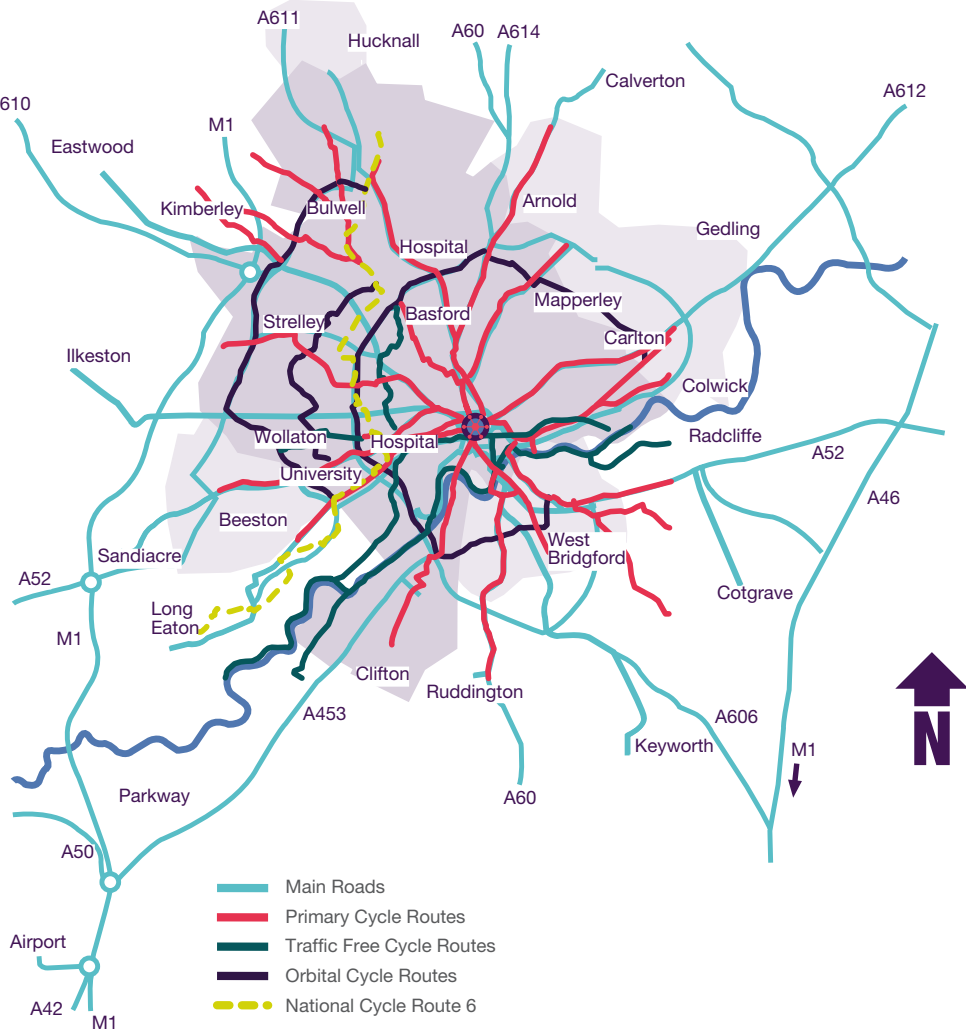 A611
A60
A614
Hucknall
Calverton
A612
610
M1
Eastwood
Kimberley
Bulwell
Arnold
Gedling
Hospital
Mapperley
Strelley
Basford
Carlton
Ilkeston
Colwick
Wollaton
Hospital
Radcliffe
A52
University
A46
Beeston
West
Bridgford
Sandiacre
A52
Cotgrave
Long
Eaton
M1
Clifton
Ruddington
A453
A606
Keyworth
M1
N
Parkway
A60
A50
Main Roads
Primary Cycle Routes
Traffic Free Cycle Routes
Orbital Cycle Routes
National Cycle Route 6
Airport
A42
M1